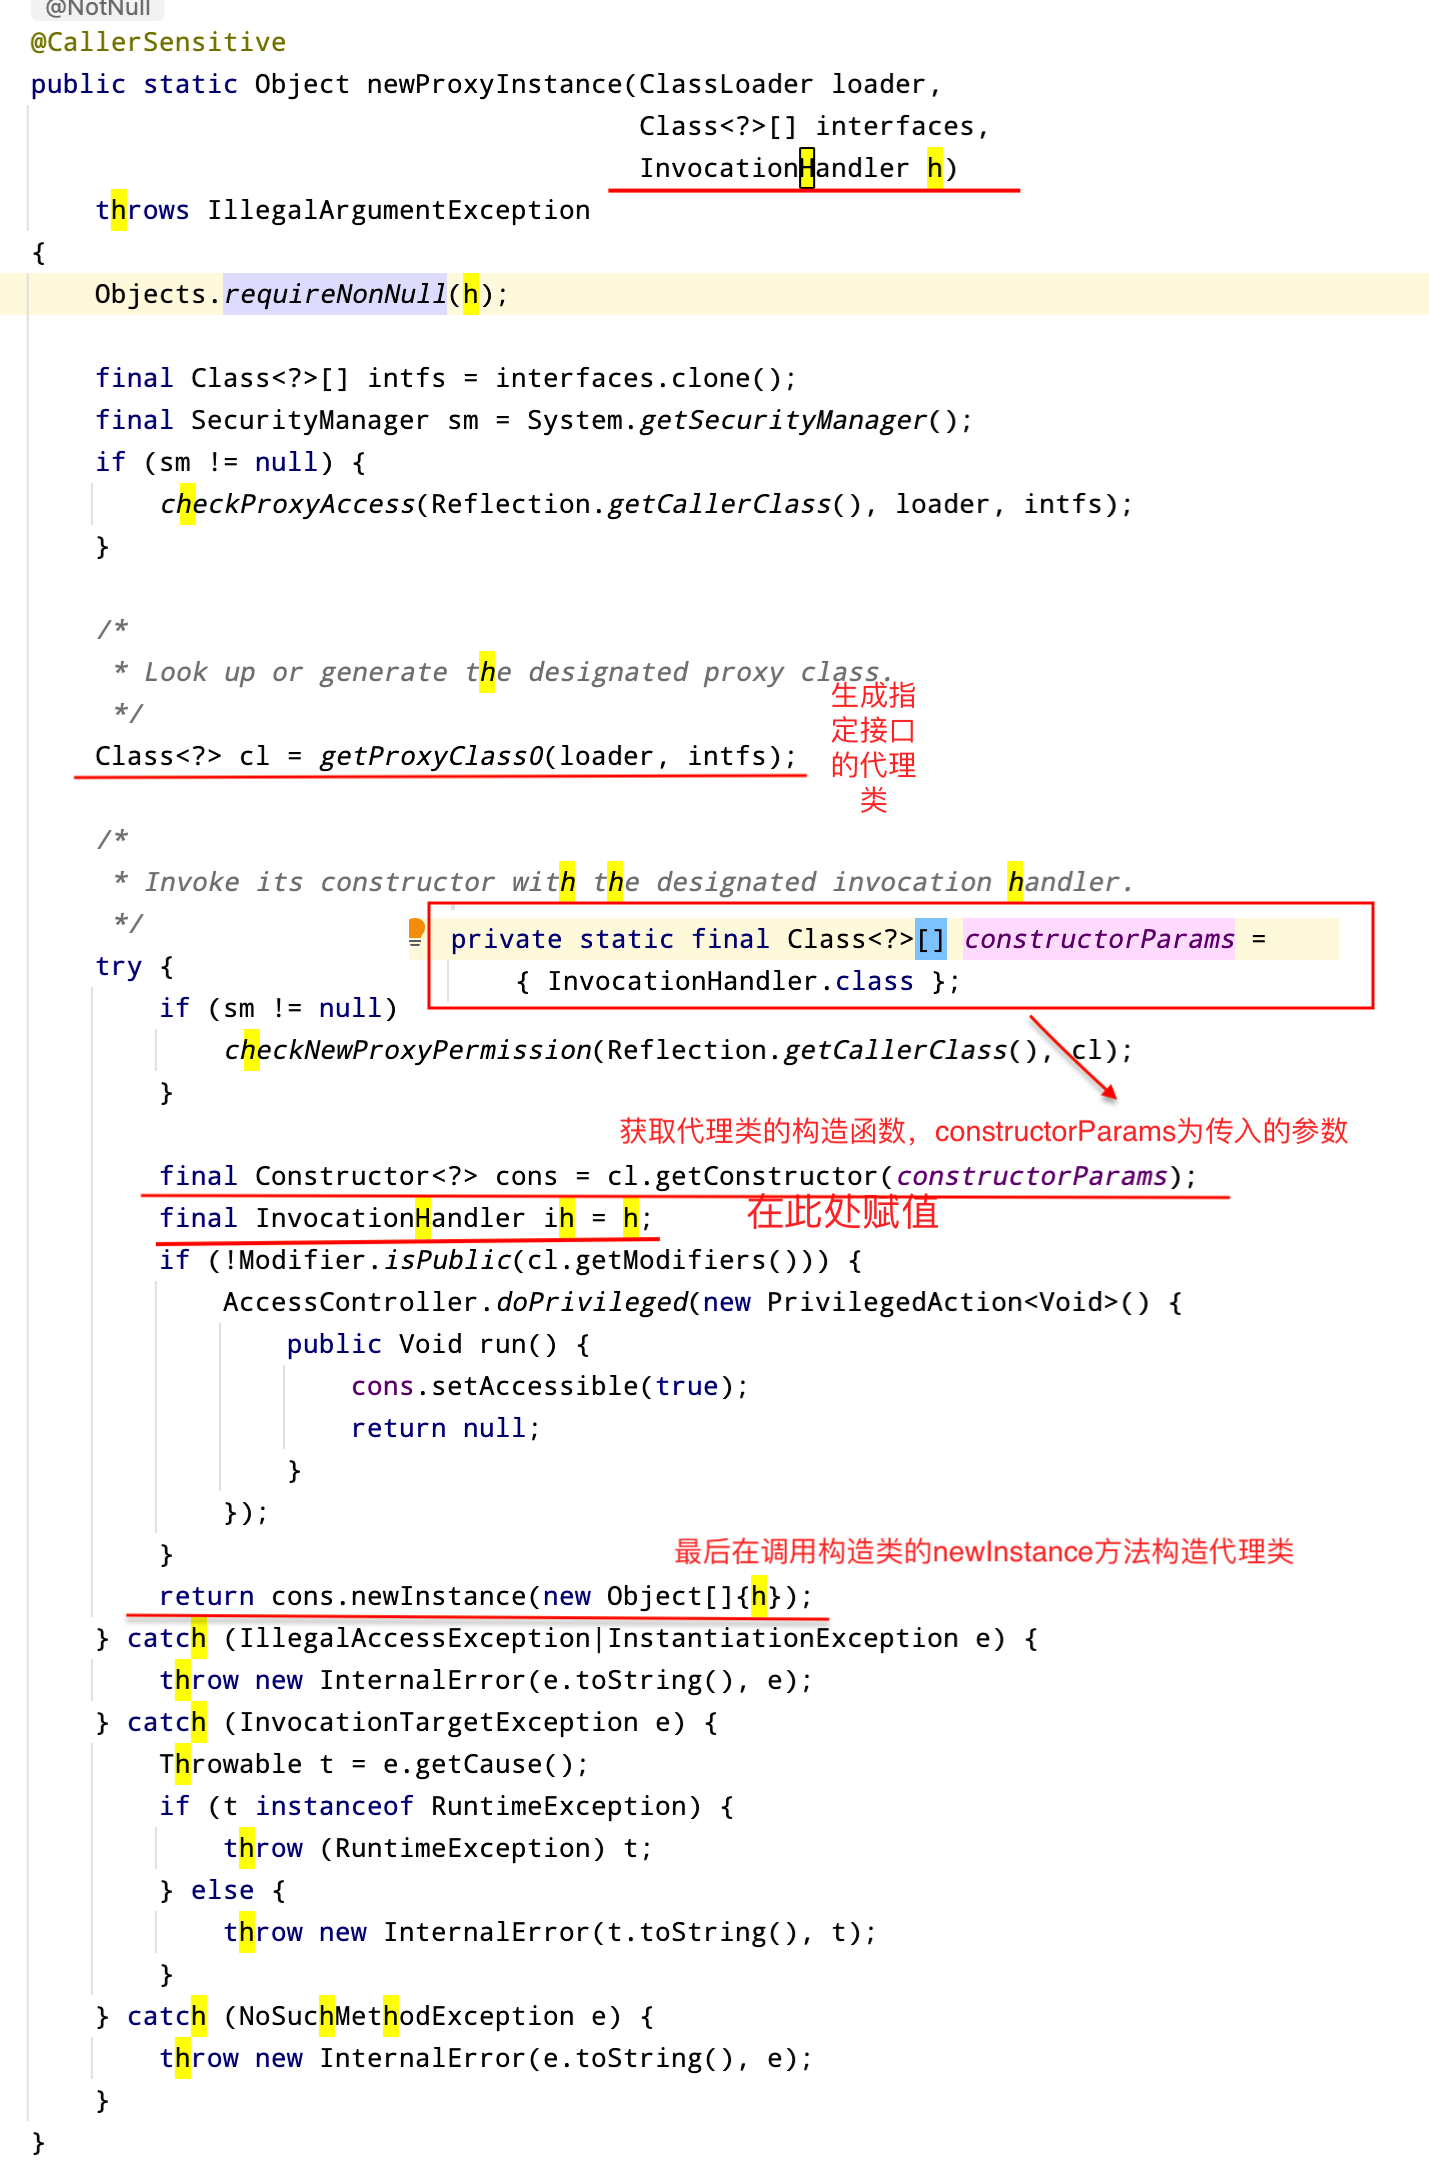 @NotNull
@CallerSensitive
public static Object newProxyInstance(ClassLoader loader,
Class<?>[] interfaces,
InvocationHandler h)
throws IllegalArgumentException
{
Objects.requireNonNull(h);
final Class<?>[] intfs = interfaces.clone();
final SecurityManager sm = System.getSecurityManager();
if (sm != null) {
checkProxyAccess(Reflection.getCallerClass(), loader, intfs);
}
/*
* Look up or generate the designated proxy class.
*/
生成指
定接口
的代理
类
Class<?> cl = getProxyClass0(loader, intfs);
/*
* Invoke its constructor with the designated invocation handler.
*/
private static final Class<?>[] constructorParams =
{ InvocationHandler.class };
try {
if (sm != null)
checkNewProxyPermission(Reflection.getCallerClass(), cl);
}
获取代理类的构造函数，constructorParams为传入的参数
final Constructor<?> cons = cl.getConstructor(constructorParams);
final InvocationHandler ih = h;
在此处赋值
if (!Modifier.isPublic(cl.getModifiers())) {
AccessController.doPrivileged(new PrivilegedAction<Void>() {
public Void run() {
cons.setAccessible(true);
return null;
}
});
}
最后在调用构造类的newInstance方法构造代理类
return cons.newInstance(new Object[]{h});
} catch (IllegalAccessException|InstantiationException e) {
throw new InternalError(e.toString(), e);
} catch (InvocationTargetException e) {
Throwable t = e.getCause();
if (t instanceof RuntimeException) {
throw (RuntimeException) t;
} else {
throw new InternalError(t.toString(), t);
}
} catch (NoSuchMethodException e) {
throw new InternalError(e.toString(), e);
}
}